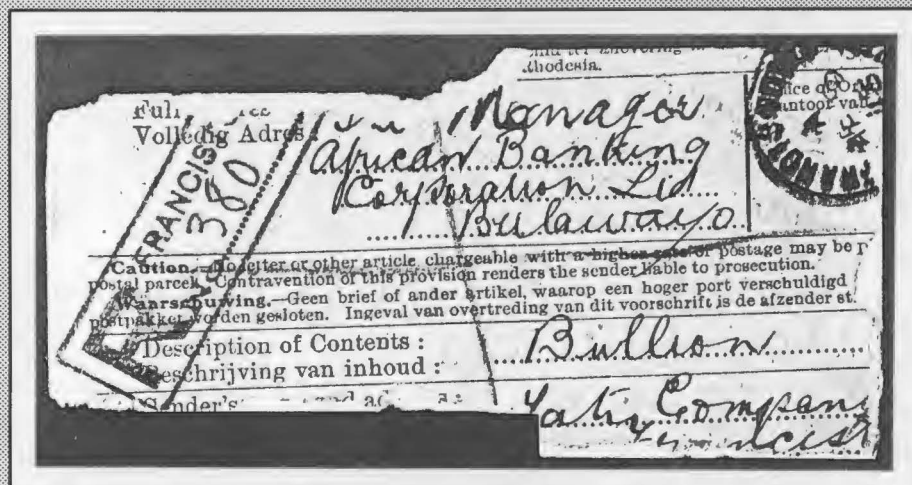 Rhodesia.
Full
Volledig Adres
Manager
African Banking
Corporation Ltd
Bulawayo
FRANCIS
380
Caution.—No letter or other article chargeable with a higher rate of postage may be
postal parcel. Contravention of this provision renders the sender liable to prosecution.
Waarschuwing.—Geen brief of ander artikel, waarop een hoger port verschuldigd
postpakket worden gesloten. Ingeval van overtreding van dit voorschrift is de afzender st
Description of Contents :
Beschrijving van inhoud :
Bullion
Sender's
Tati Company
Francist